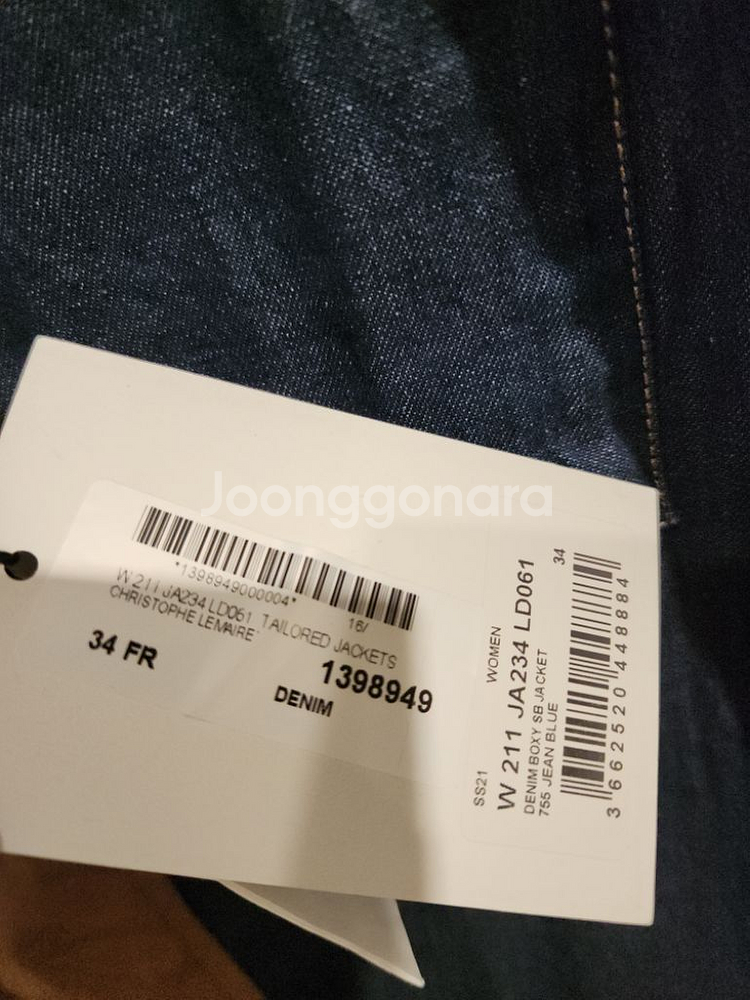 Joonggonara
*1398949000004*
16/
W 211 JA234 LD061 TAILORED JACKETS
CHRISTOPHE LEMAIRE
34 FR
1398949
DENIM
SS21
WOMEN
34
W 211 JA234 LD061
DENIM BOXY SB JACKET
755 JEAN BLUE
3 662520 448884